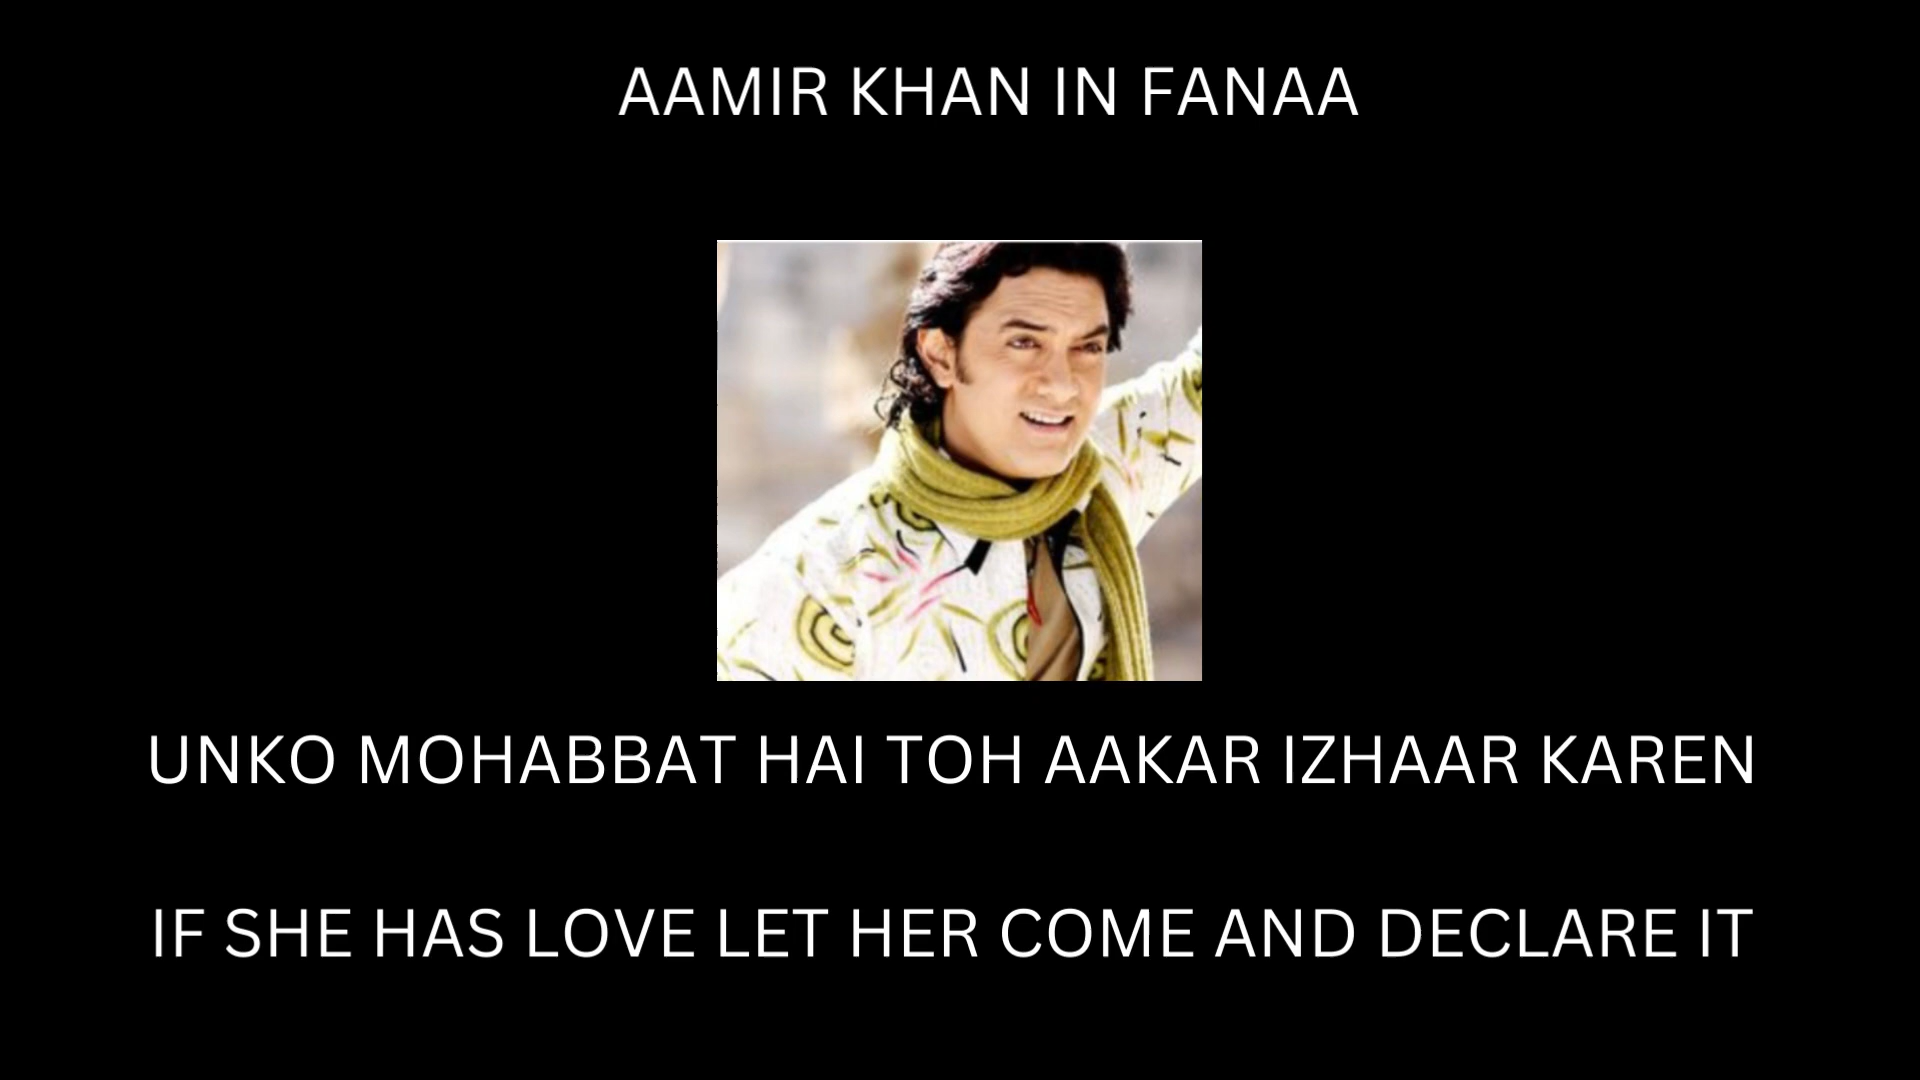 AAMIR KHAN IN FANAA
UNKO MOHABBAT HAI TOH AAKAR IZHAAR KAREN
IF SHE HAS LOVE LET HER COME AND DECLARE IT